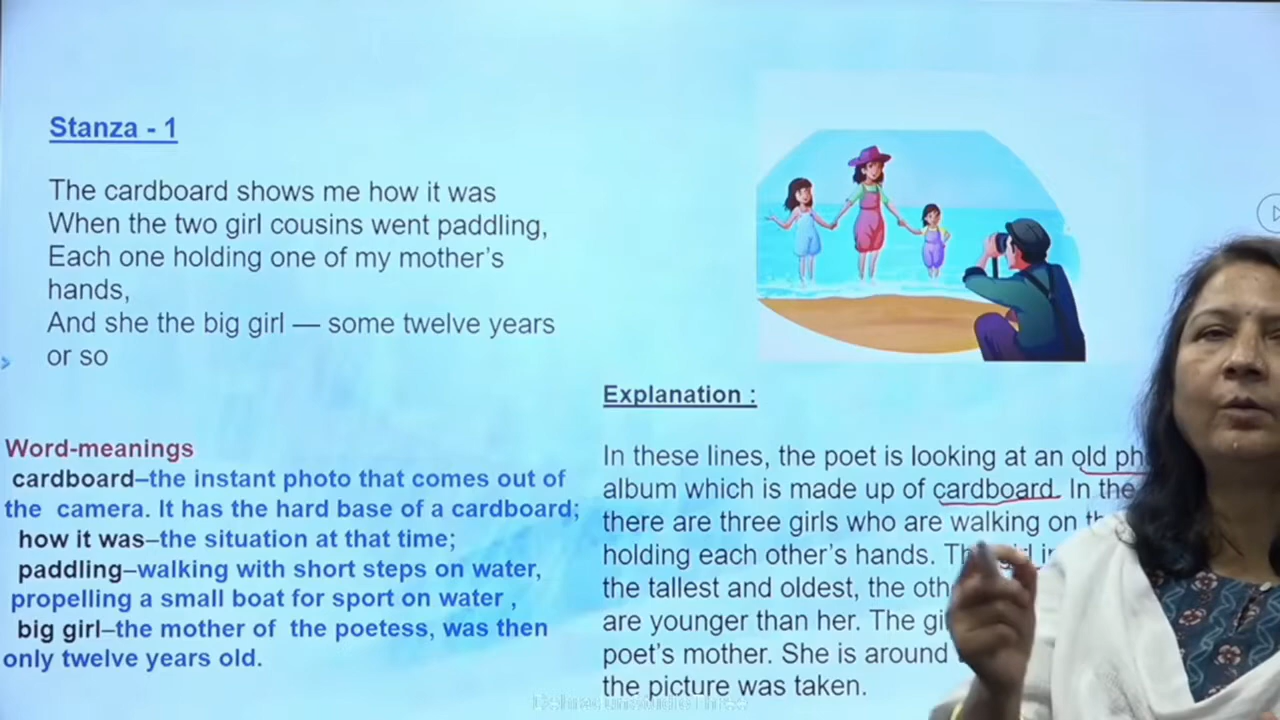 Stanza - 1
The cardboard shows me how it was
When the two girl cousins went paddling,
Each one holding one of my mother's
hands,
And she the big girl — some twelve years
or so
Word-meanings
cardboard–the instant photo that comes out of
the camera. It has the hard base of a cardboard;
how it was–the situation at that time;
paddling–walking with short steps on water,
propelling a small boat for sport on water ,
big girl–the mother of the poetess, was then
only twelve years old.
Explanation :
In these lines, the poet is looking at an old
album which is made up of cardboard. In the
there are three girls who are walking on
holding each other's hands.
the tallest and oldest, the
are younger than her. The
poet's mother. She is around
the picture was taken.